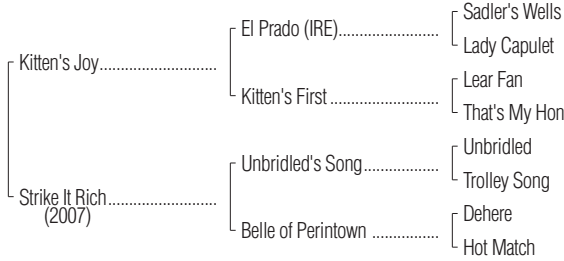 Sadler's Wells
El Prado (IRE).......................
Lady Capulet
Kitten's Joy...........................
Lear Fan
Kitten's First .........................
That's My Hon
Unbridled
Unbridled's Song.................
Trolley Song
Strike It Rich.........................
(2007)
Dehere
Belle of Perintown ...............
Hot Match